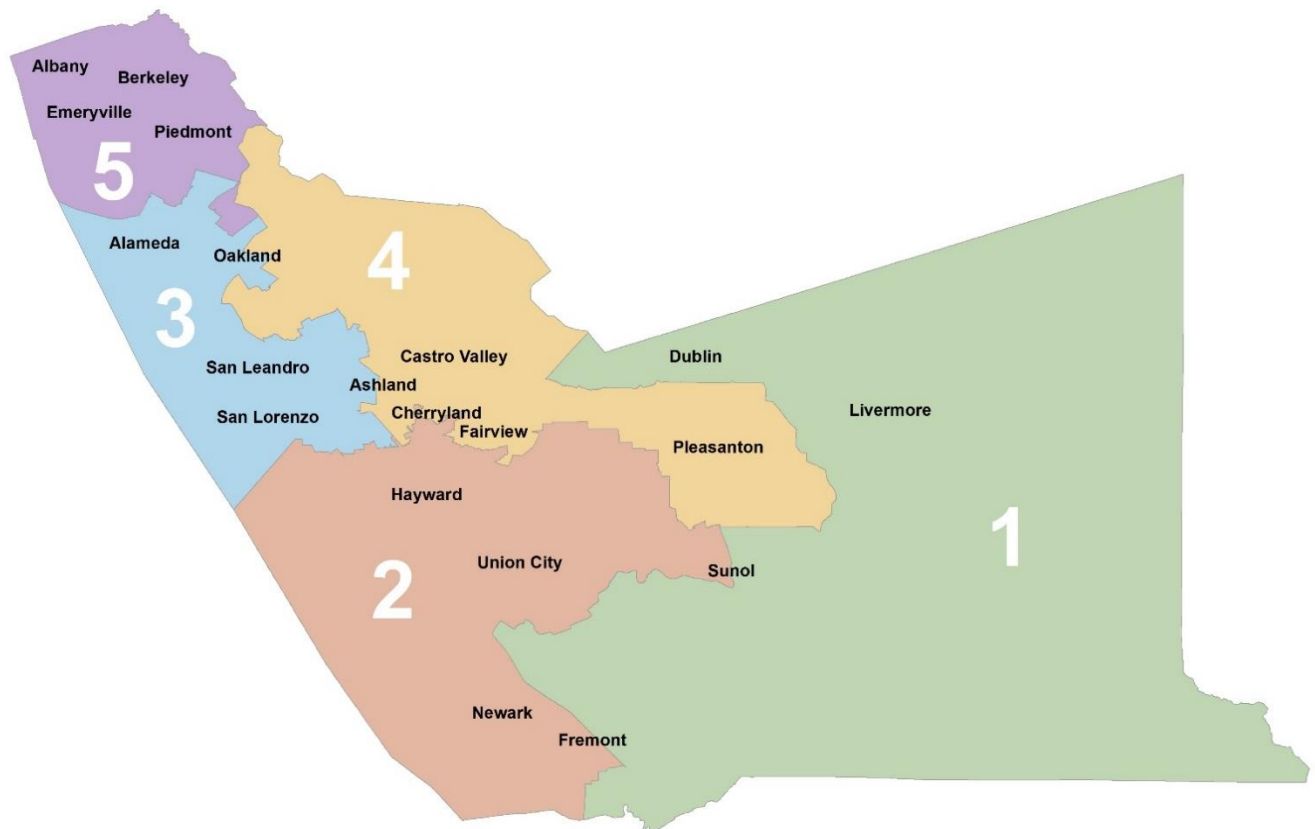 Albany
Berkeley
Emeryville
Piedmont
5
Alameda
Oakland
4
3
Castro Valley
Dublin
San Leandro
Ashland
Livermore
San Lorenzo
Cherryland
Fairview
Pleasanton
Hayward
1
Union City
Sunol
2
Newark
Fremont